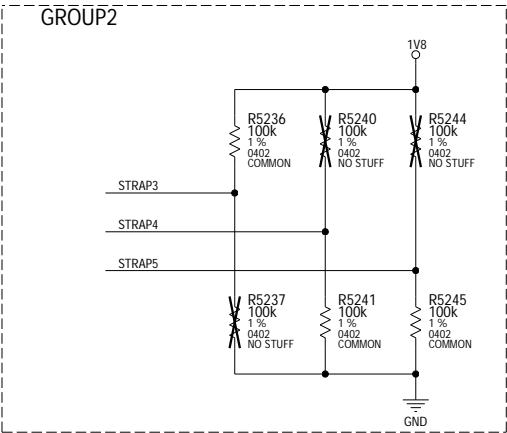 GROUP2
1V8
R5236
100k
1 %
0402
COMMON
R5240
100k
1 %
0402
NO STUFF
R5244
100k
1 %
0402
NO STUFF
STRAP3
STRAP4
STRAP5
R5237
100k
1 %
0402
NO STUFF
R5241
100k
1 %
0402
COMMON
R5245
100k
1 %
0402
COMMON
GND